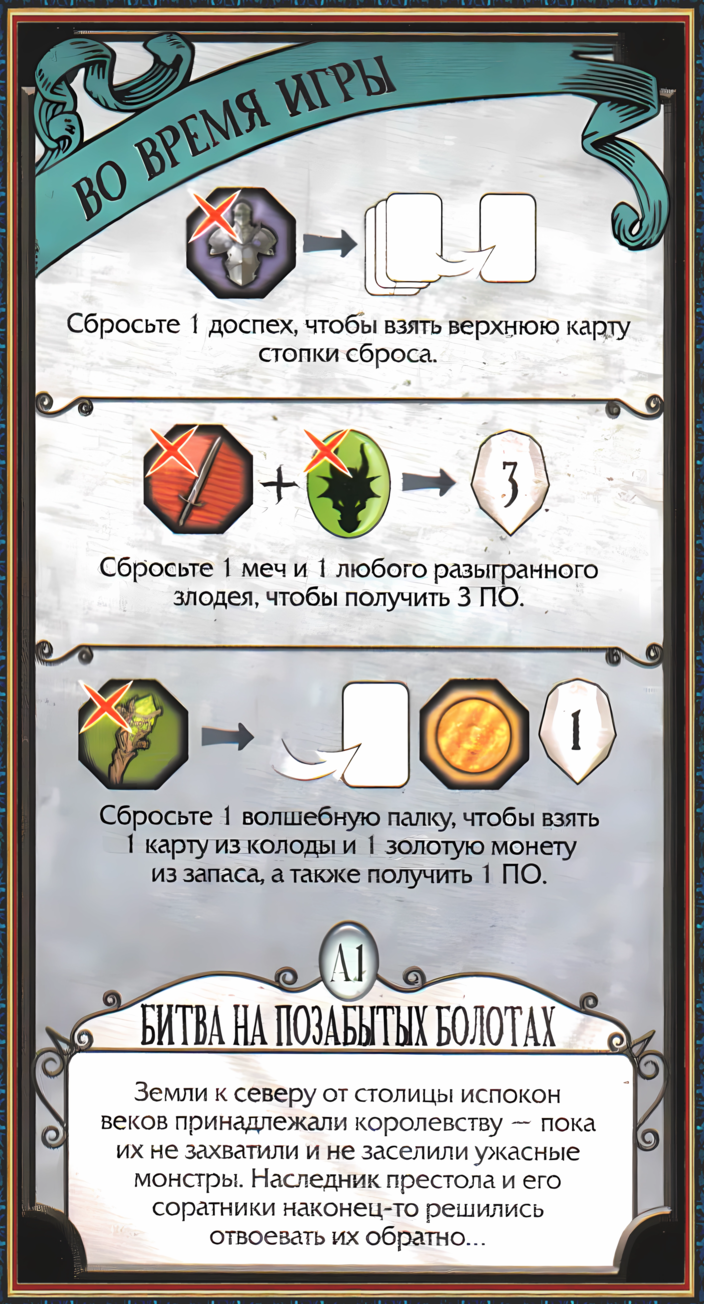 ВО ВРЕМЯ ИГРЫ
Сбросьте 1 доспех, чтобы взять верхнюю карту
стопки сброса.
3
Сбросьте 1 меч и 1 любого разыгранного
злодея, чтобы получить 3 ПО.
1
Сбросьте 1 волшебную палку, чтобы взять
1 карту из колоды и 1 золотую монету
из запаса, а также получить 1 ПО.
А1
БИТВА НА ПОЗАБЫТЫХ БОЛОТАХ
Земли к северу от столицы испокон
веков принадлежали королевству — пока
их не захватили и не заселили ужасные
монстры. Наследник престола и его
соратники наконец-то решились
отвоевать их обратно...